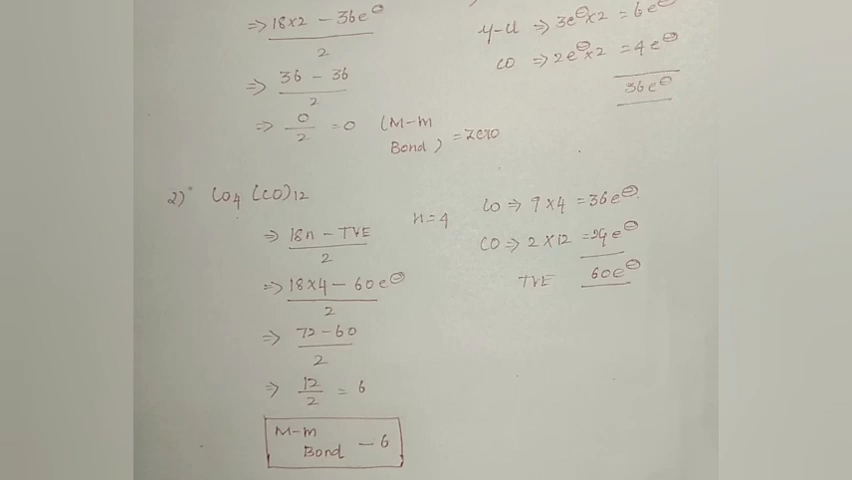 ⇒ 18×2 – 36e⊖
2
μ-Cl ⇒ 3e⊖×2 = 6e⊖
CO ⇒ 2e⊖×2 = 4e⊖
36e⊖
⇒ 36 – 36
2
⇒ 0/2 = 0 (M-m Bond) = zero
2) Co4 (CO)12
n=4
Co ⇒ 9×4 = 36e⊖
CO ⇒ 2×12 = 24e⊖
TVE 60e⊖
⇒ 18n – TVE
2
⇒ 18×4 – 60e⊖
2
⇒ 72 – 60
2
⇒ 12/2 = 6
M-m
Bond – 6